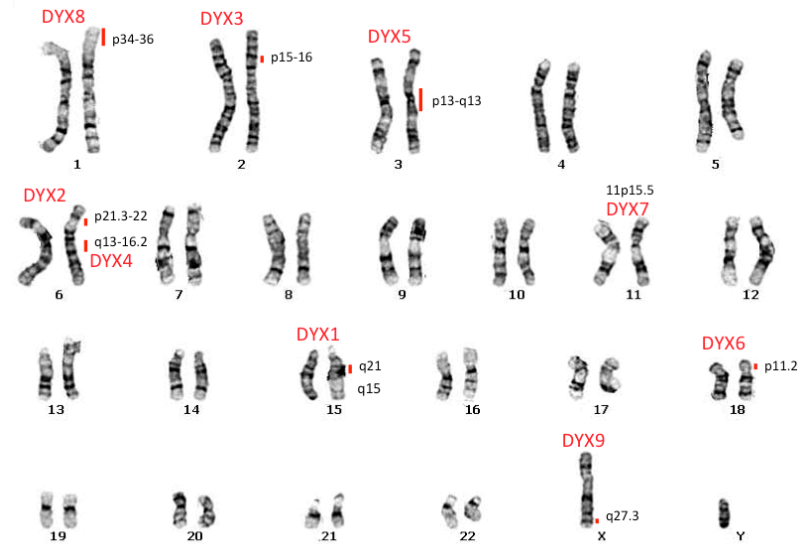 DYX8
p34-36
1
DYX3
p15-16
2
DYX5
p13-q13
3
4
5
DYX2
p21.3-22
q13-16.2
DYX4
6
7
8
9
10
11p15.5
DYX7
11
12
13
14
DYX1
q21
q15
15
16
17
DYX6
p11.2
18
19
20
21
22
DYX9
q27.3
X
Y